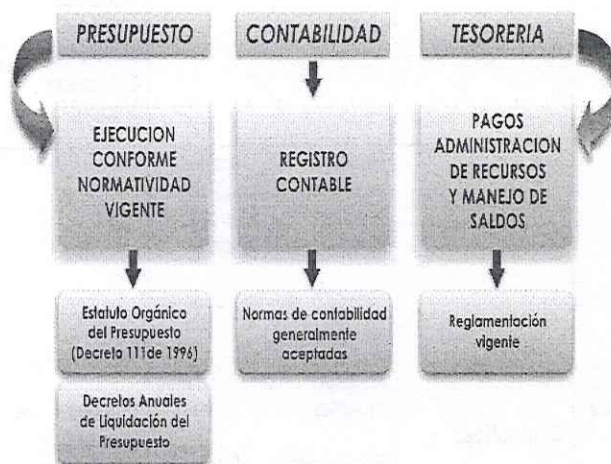 PRESUPUESTO
CONTABILIDAD
TESORERIA
EJECUCION
CONFORME
NORMATIVIDAD
VIGENTE
REGISTRO
CONTABLE
PAGOS
ADMINISTRACION
DE RECURSOS
Y MANEJO DE
SALDOS
Estatuto Orgánico
del Presupuesto
(Decreto 111de 1996)
Normas de contabilidad
generalmente
aceptadas
Reglamentación
vigente
Decretos Anuales
de Liquidación del
Presupuesto